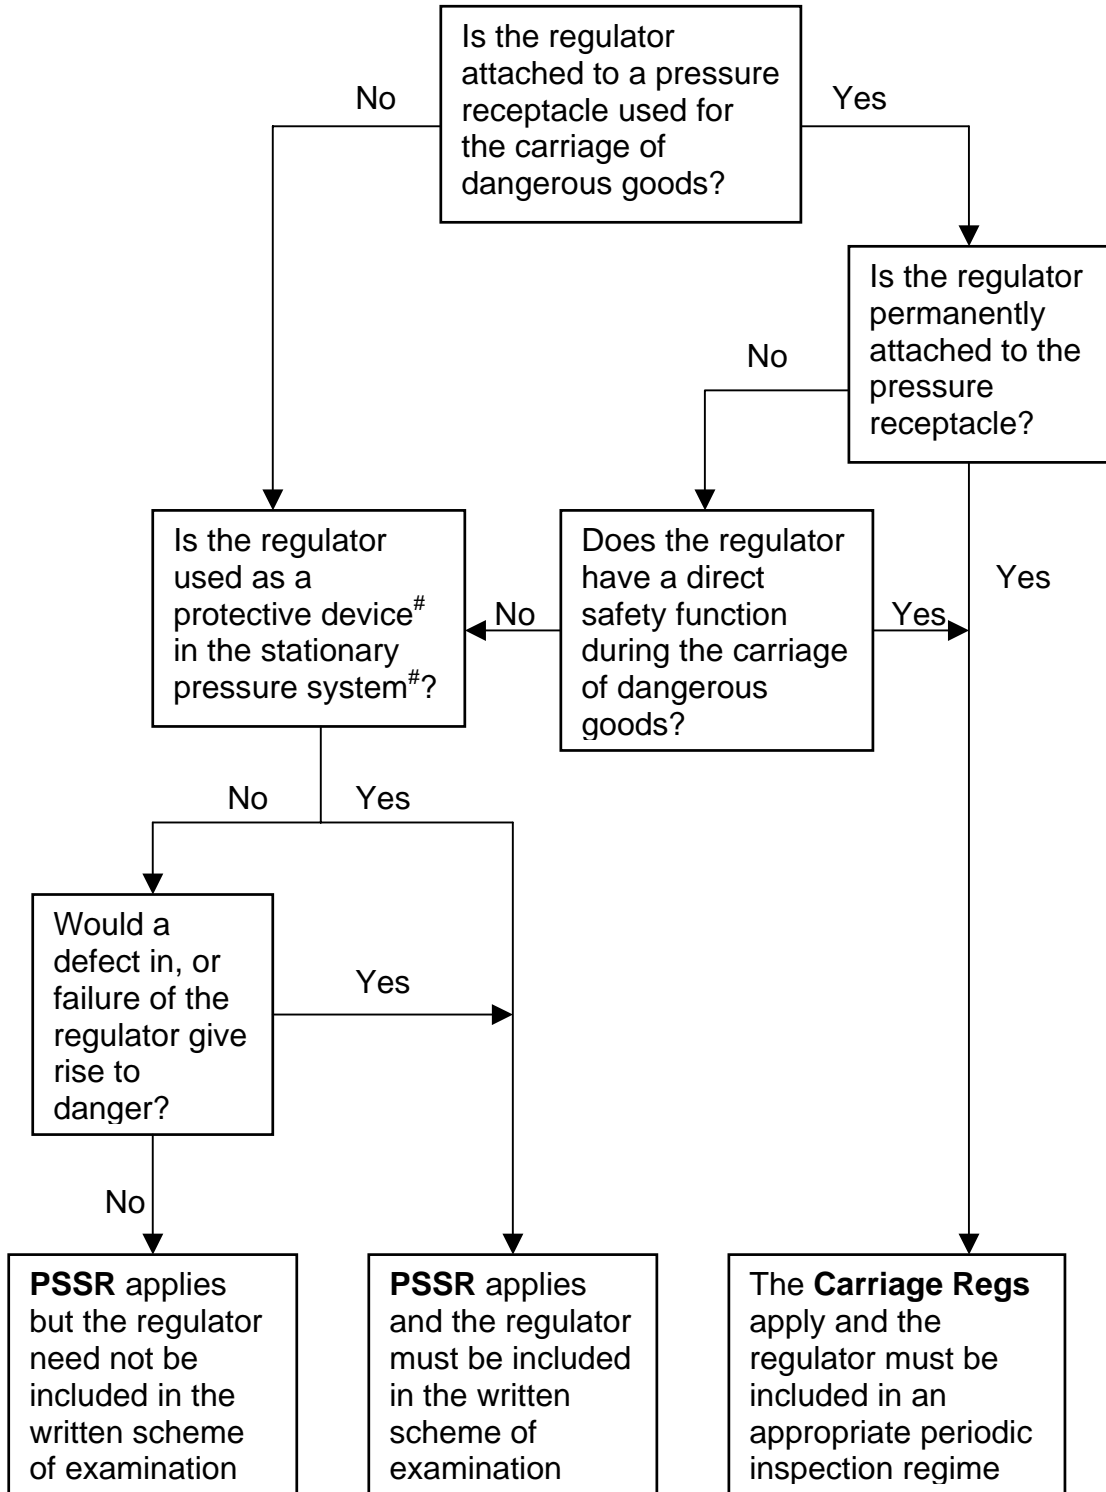 Is the regulator
attached to a pressure
receptacle used for
the carriage of
dangerous goods?
No
Yes
Is the regulator
permanently
attached to the
pressure
receptacle?
No
Yes
Is the regulator
used as a
protective device#
in the stationary
pressure system#?
No
Does the regulator
have a direct
safety function
during the carriage
of dangerous
goods?
Yes
No
Yes
Would a
defect in, or
failure of the
regulator give
rise to
danger?
Yes
No
PSSR applies
but the regulator
need not be
included in the
written scheme
of examination
PSSR applies
and the regulator
must be included
in the written
scheme of
examination
The Carriage Regs
apply and the
regulator must be
included in an
appropriate periodic
inspection regime